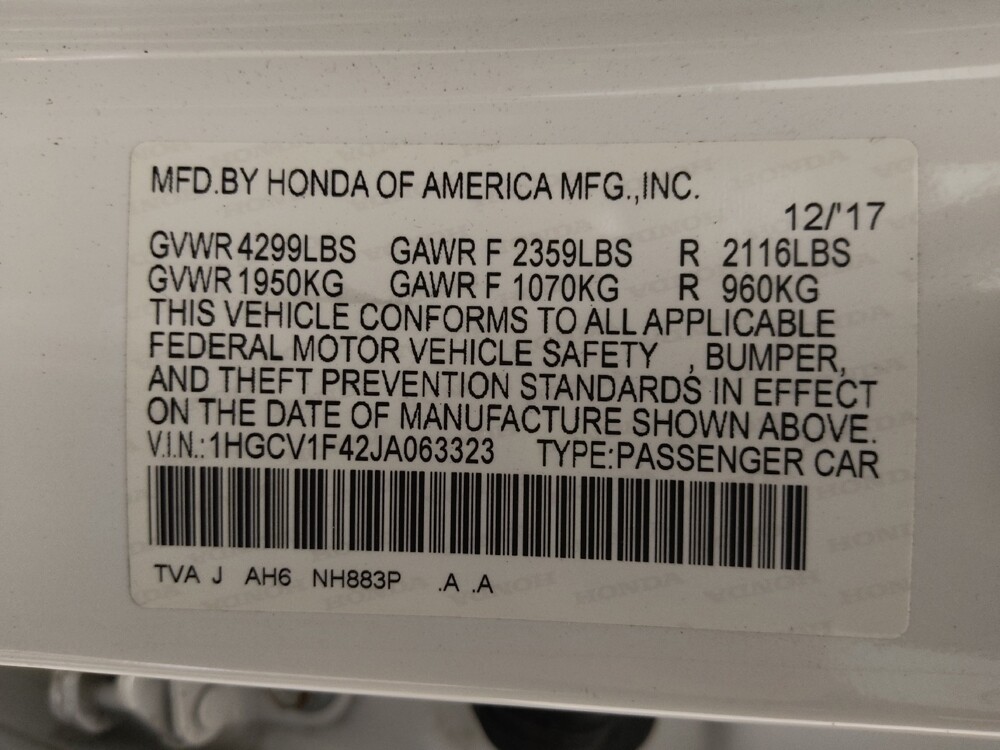 MFD.BY HONDA OF AMERICA MFG.,INC.
12/'17
GVWR 4299LBS GAWR F 2359LBS R 2116LBS
GVWR 1950KG GAWR F 1070KG R 960KG
THIS VEHICLE CONFORMS TO ALL APPLICABLE
FEDERAL MOTOR VEHICLE SAFETY , BUMPER,
AND THEFT PREVENTION STANDARDS IN EFFECT
ON THE DATE OF MANUFACTURE SHOWN ABOVE.
V.I.N.:1HGCV1F42JA063323 TYPE:PASSENGER CAR
TVA J AH6 NH883P .A .A